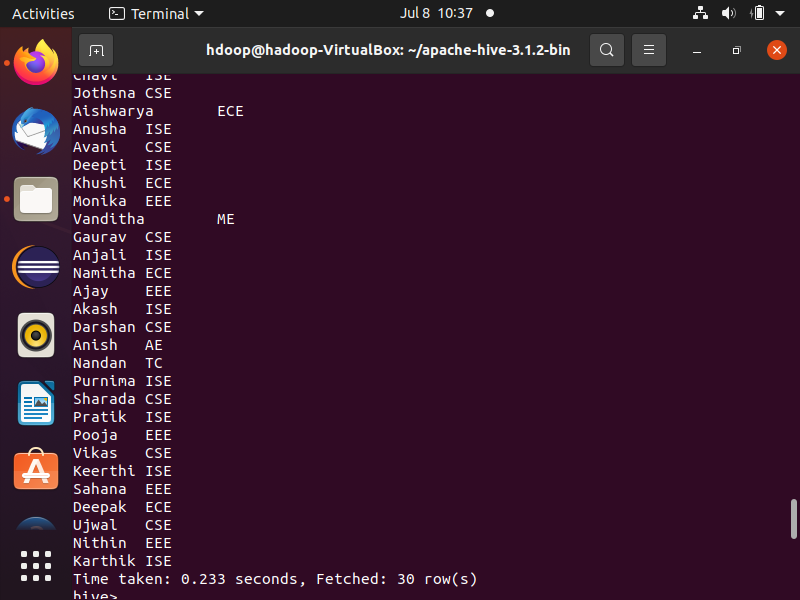 Activities Terminal Jul 8 10:37
hdoop@hadoop-VirtualBox: ~/apache-hive-3.1.2-bin
Chavi ISE
Jothsna CSE
Aishwarya ECE
Anusha ISE
Avani CSE
Deepti ISE
Khushi ECE
Monika EEE
Vanditha ME
Gaurav CSE
Anjali ISE
Namitha ECE
Ajay EEE
Akash ISE
Darshan CSE
Anish AE
Nandan TC
Purnima ISE
Sharada CSE
Pratik ISE
Pooja EEE
Vikas CSE
Keerthi ISE
Sahana EEE
Deepak ECE
Ujwal CSE
Nithin EEE
Karthik ISE
Time taken: 0.233 seconds, Fetched: 30 row(s)
hive>